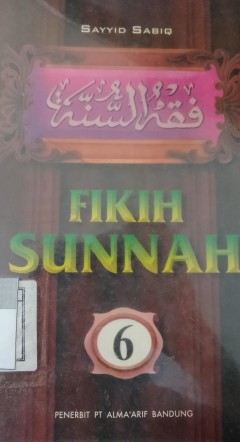 SAYYID SABIQ
فقه السنة
FIKIH
SUNNAH
6
PENERBIT PT ALMA'ARIF BANDUNG